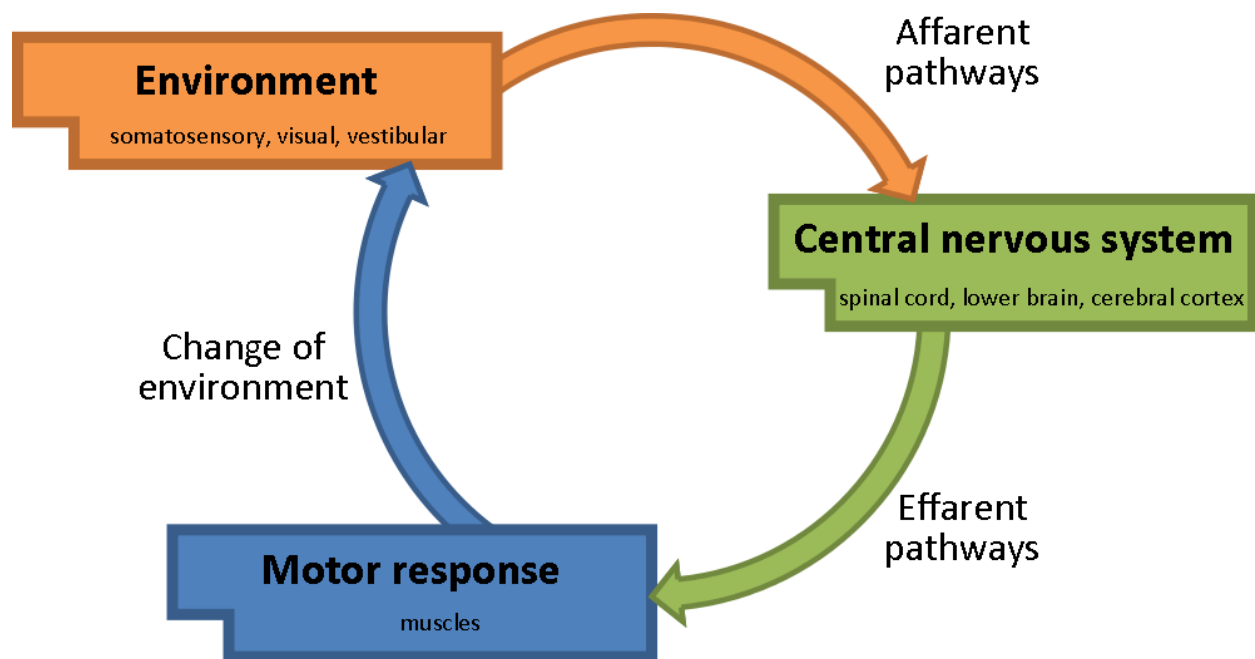 Environment
somatosensory, visual, vestibular
Affarent
pathways
Central nervous system
spinal cord, lower brain, cerebral cortex
Effarent
pathways
Motor response
muscles
Change of
environment